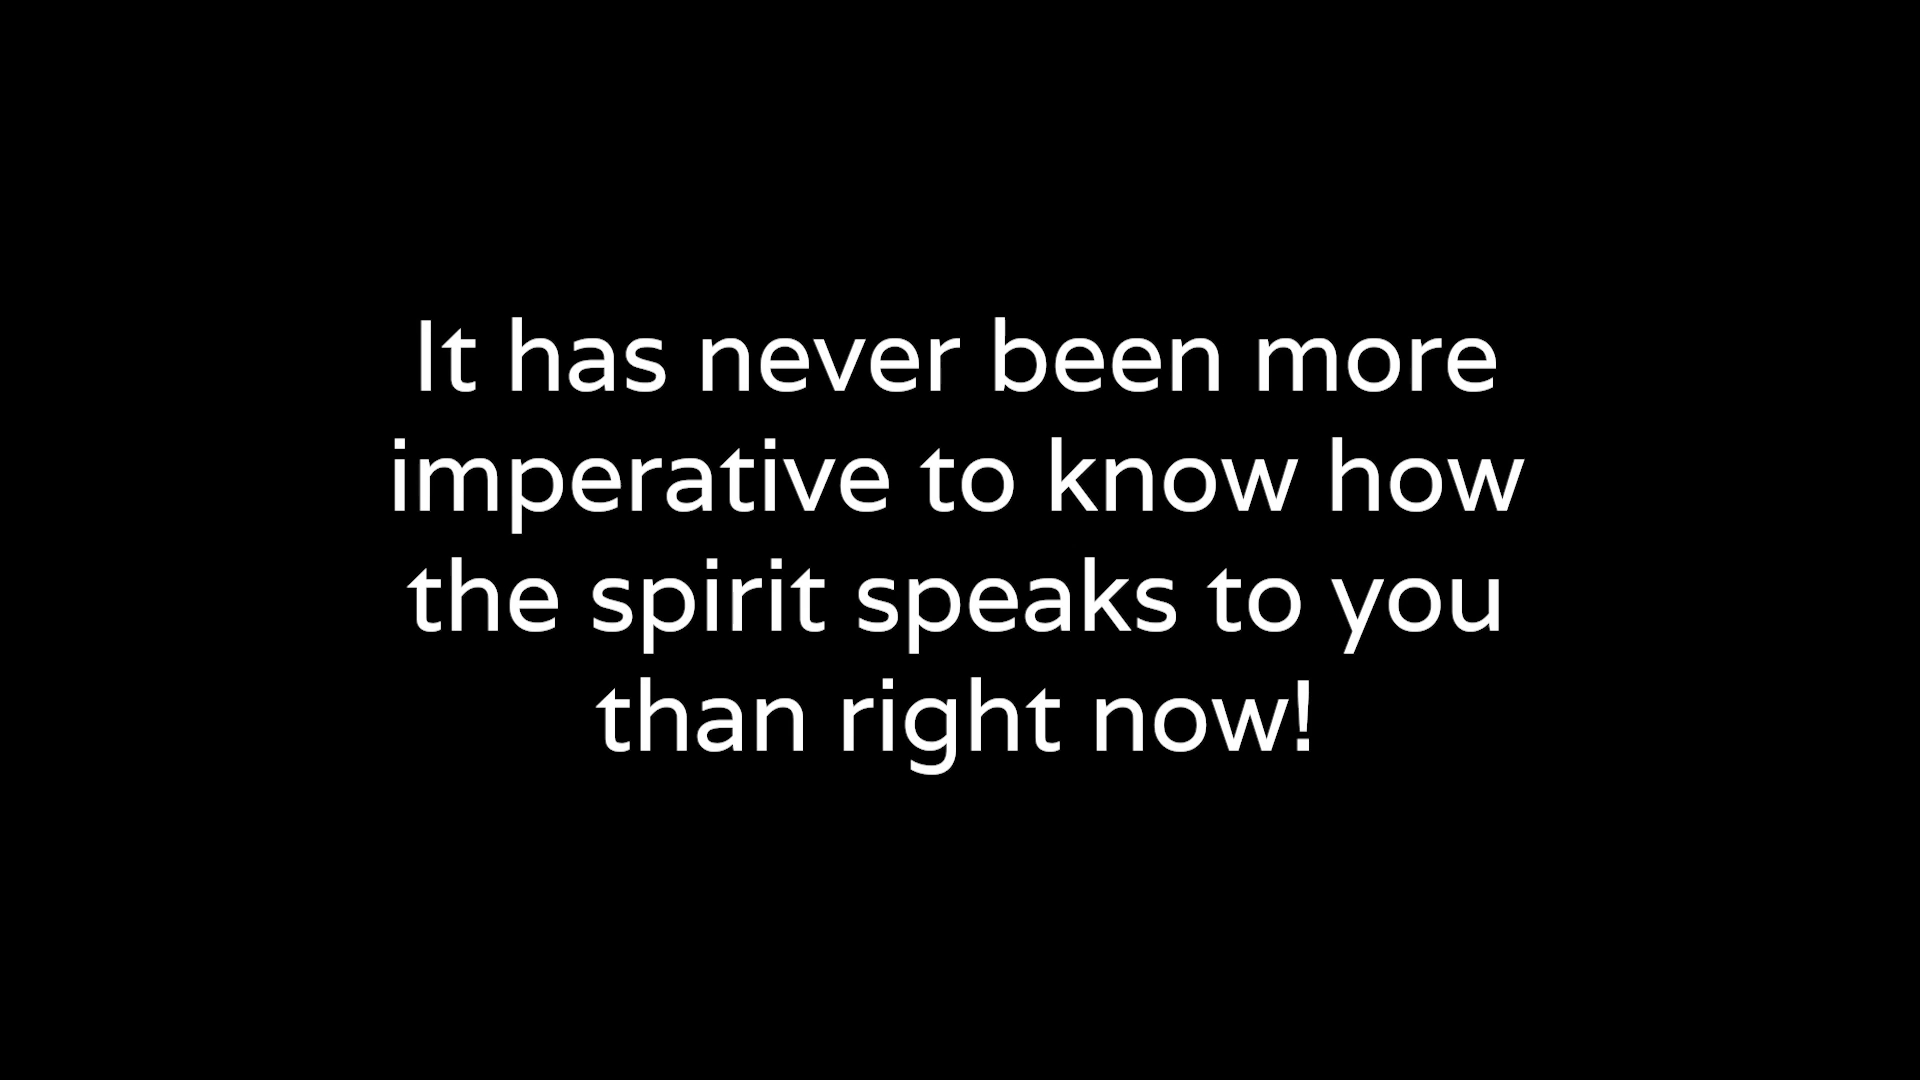 It has never been more
imperative to know how
the spirit speaks to you
than right now!